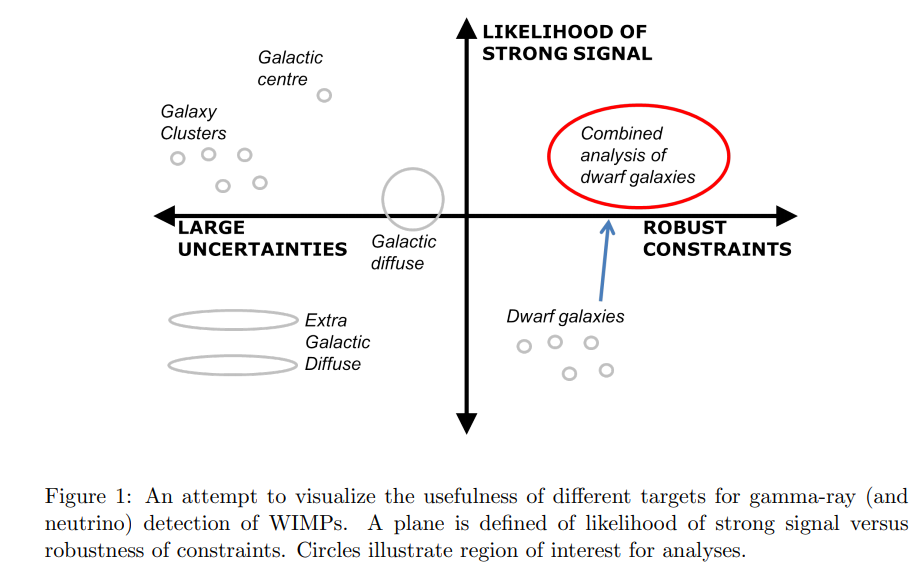 LIKELIHOOD OF
STRONG SIGNAL
Galactic
centre
Galaxy
Clusters
Combined
analysis of
dwarf galaxies
LARGE
UNCERTAINTIES
ROBUST
CONSTRAINTS
Galactic
diffuse
Extra
Galactic
Diffuse
Dwarf galaxies
Figure 1: An attempt to visualize the usefulness of different targets for gamma-ray (and
neutrino) detection of WIMPs. A plane is defined of likelihood of strong signal versus
robustness of constraints. Circles illustrate region of interest for analyses.